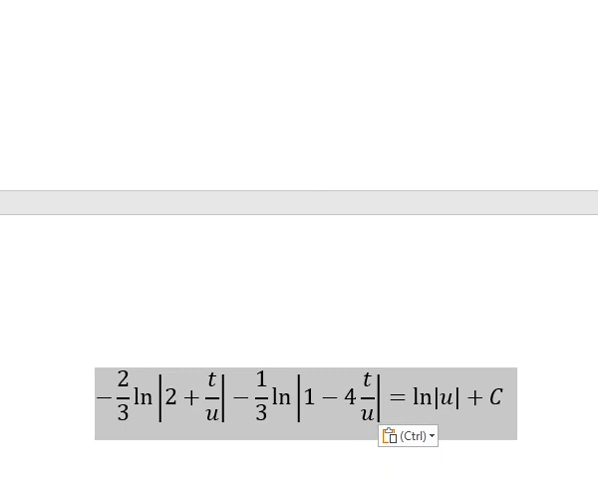 −2/3 ln|2 + t/u| − 1/3 ln|1 − 4 t/u| = ln|u| + C
(Ctrl)